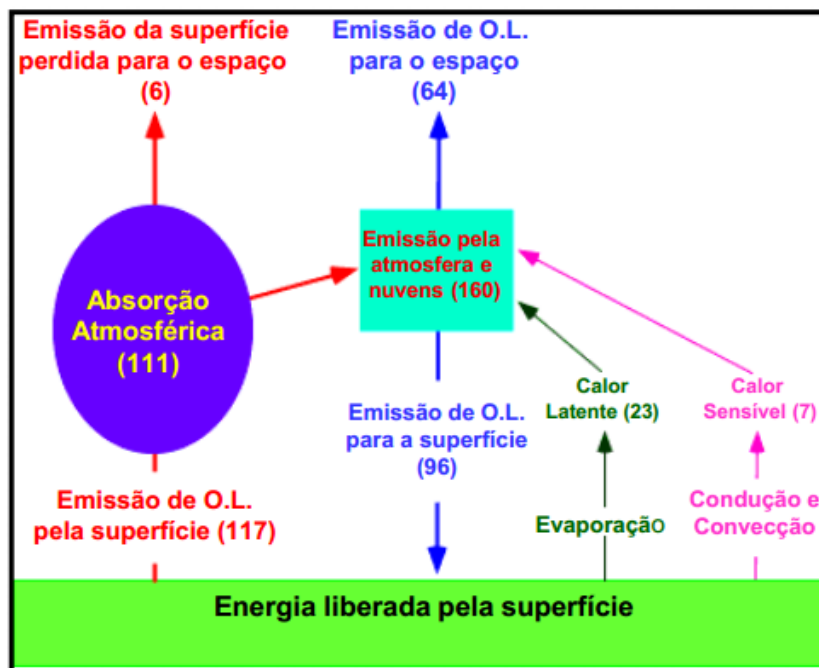 Emissão da superfície
perdida para o espaço
(6)
Emissão de O.L.
para o espaço
(64)
Absorção
Atmosférica
(111)
Emissão pela
atmosfera e
nuvens (160)
Calor
Latente (23)
Calor
Sensível (7)
Emissão de O.L.
para a superfície
(96)
Emissão de O.L.
pela superfície (117)
Evaporação
Condução e
Convecção
Energia liberada pela superfície